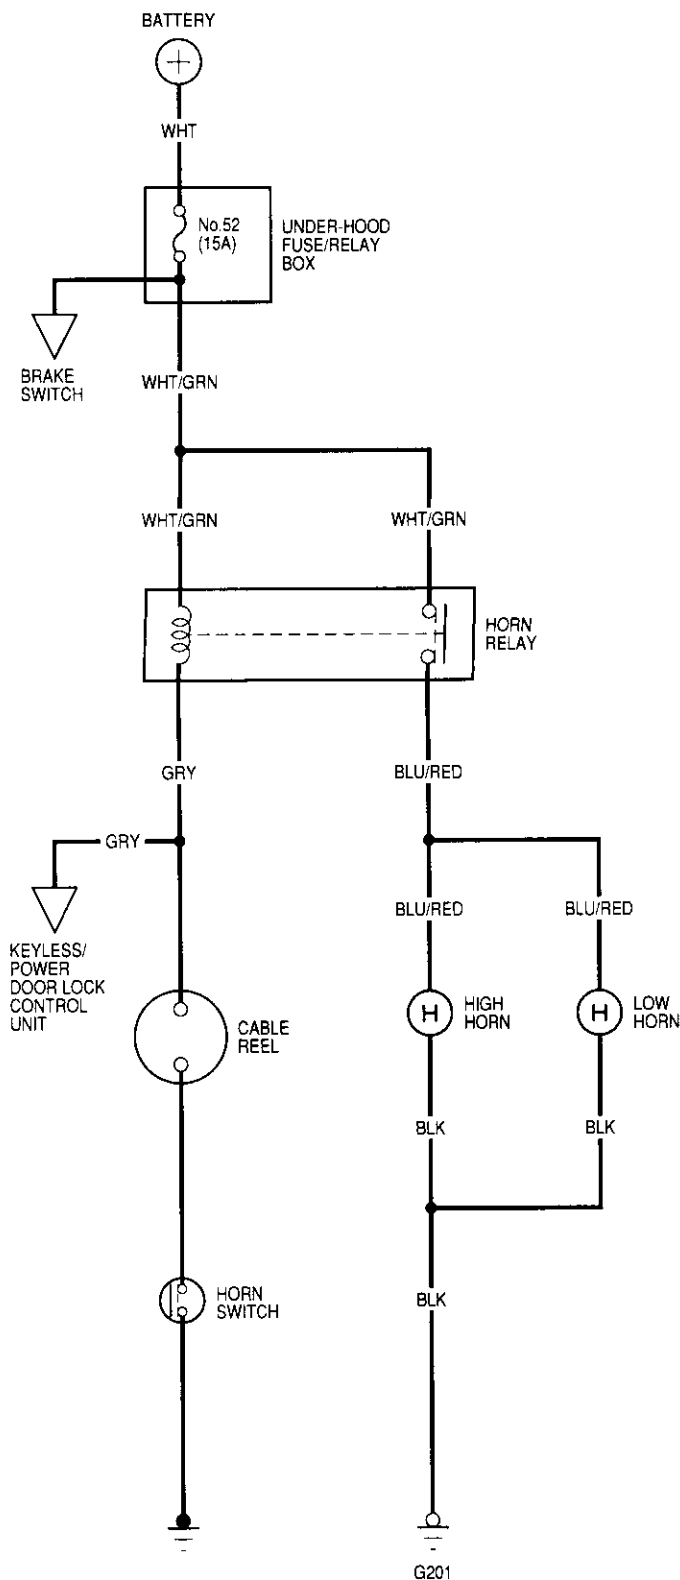 BATTERY
+
WHT
No.52
(15A)
UNDER-HOOD
FUSE/RELAY
BOX
BRAKE
SWITCH
WHT/GRN
WHT/GRN
WHT/GRN
HORN
RELAY
GRY
BLU/RED
GRY
BLU/RED
BLU/RED
KEYLESS/
POWER
DOOR LOCK
CONTROL
UNIT
CABLE
REEL
H
HIGH
HORN
H
LOW
HORN
BLK
BLK
HORN
SWITCH
BLK
G201